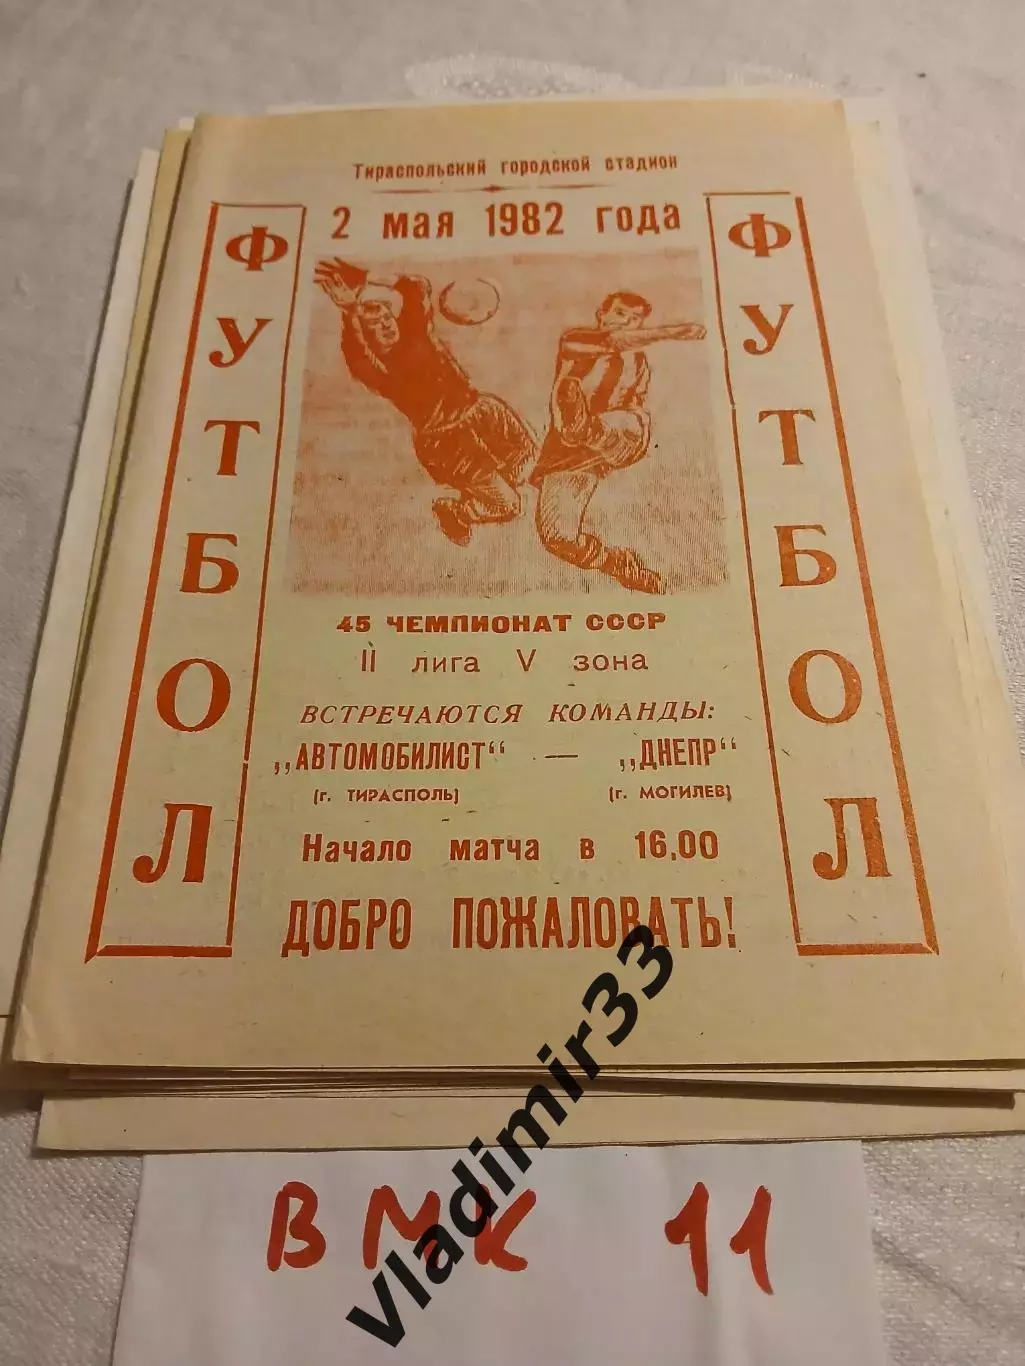 Тираспольский городской стадион
2 мая 1982 года
ФУТБОЛ
ФУТБОЛ
45 ЧЕМПИОНАТ СССР
II лига V зона
ВСТРЕЧАЮТСЯ КОМАНДЫ:
„АВТОМОБИЛИСТ“ — „ДНЕПР“
(г. ТИРАСПОЛЬ) (г. МОГИЛЕВ)
Начало матча в 16.00
ДОБРО ПОЖАЛОВАТЬ!
vladimir33
ВМК 11